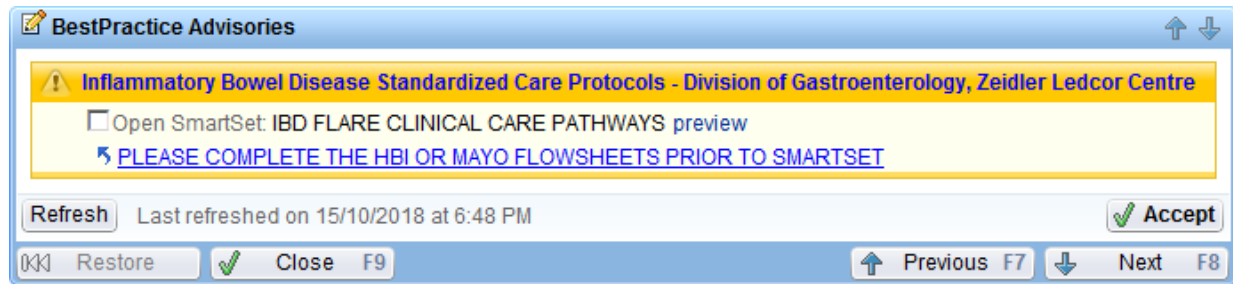 BestPractice Advisories
Inflammatory Bowel Disease Standardized Care Protocols - Division of Gastroenterology, Zeidler Ledcor Centre
Open SmartSet: IBD FLARE CLINICAL CARE PATHWAYS preview
PLEASE COMPLETE THE HBI OR MAYO FLOWSHEETS PRIOR TO SMARTSET
Refresh Last refreshed on 15/10/2018 at 6:48 PM Accept
Restore Close F9 Previous F7 Next F8